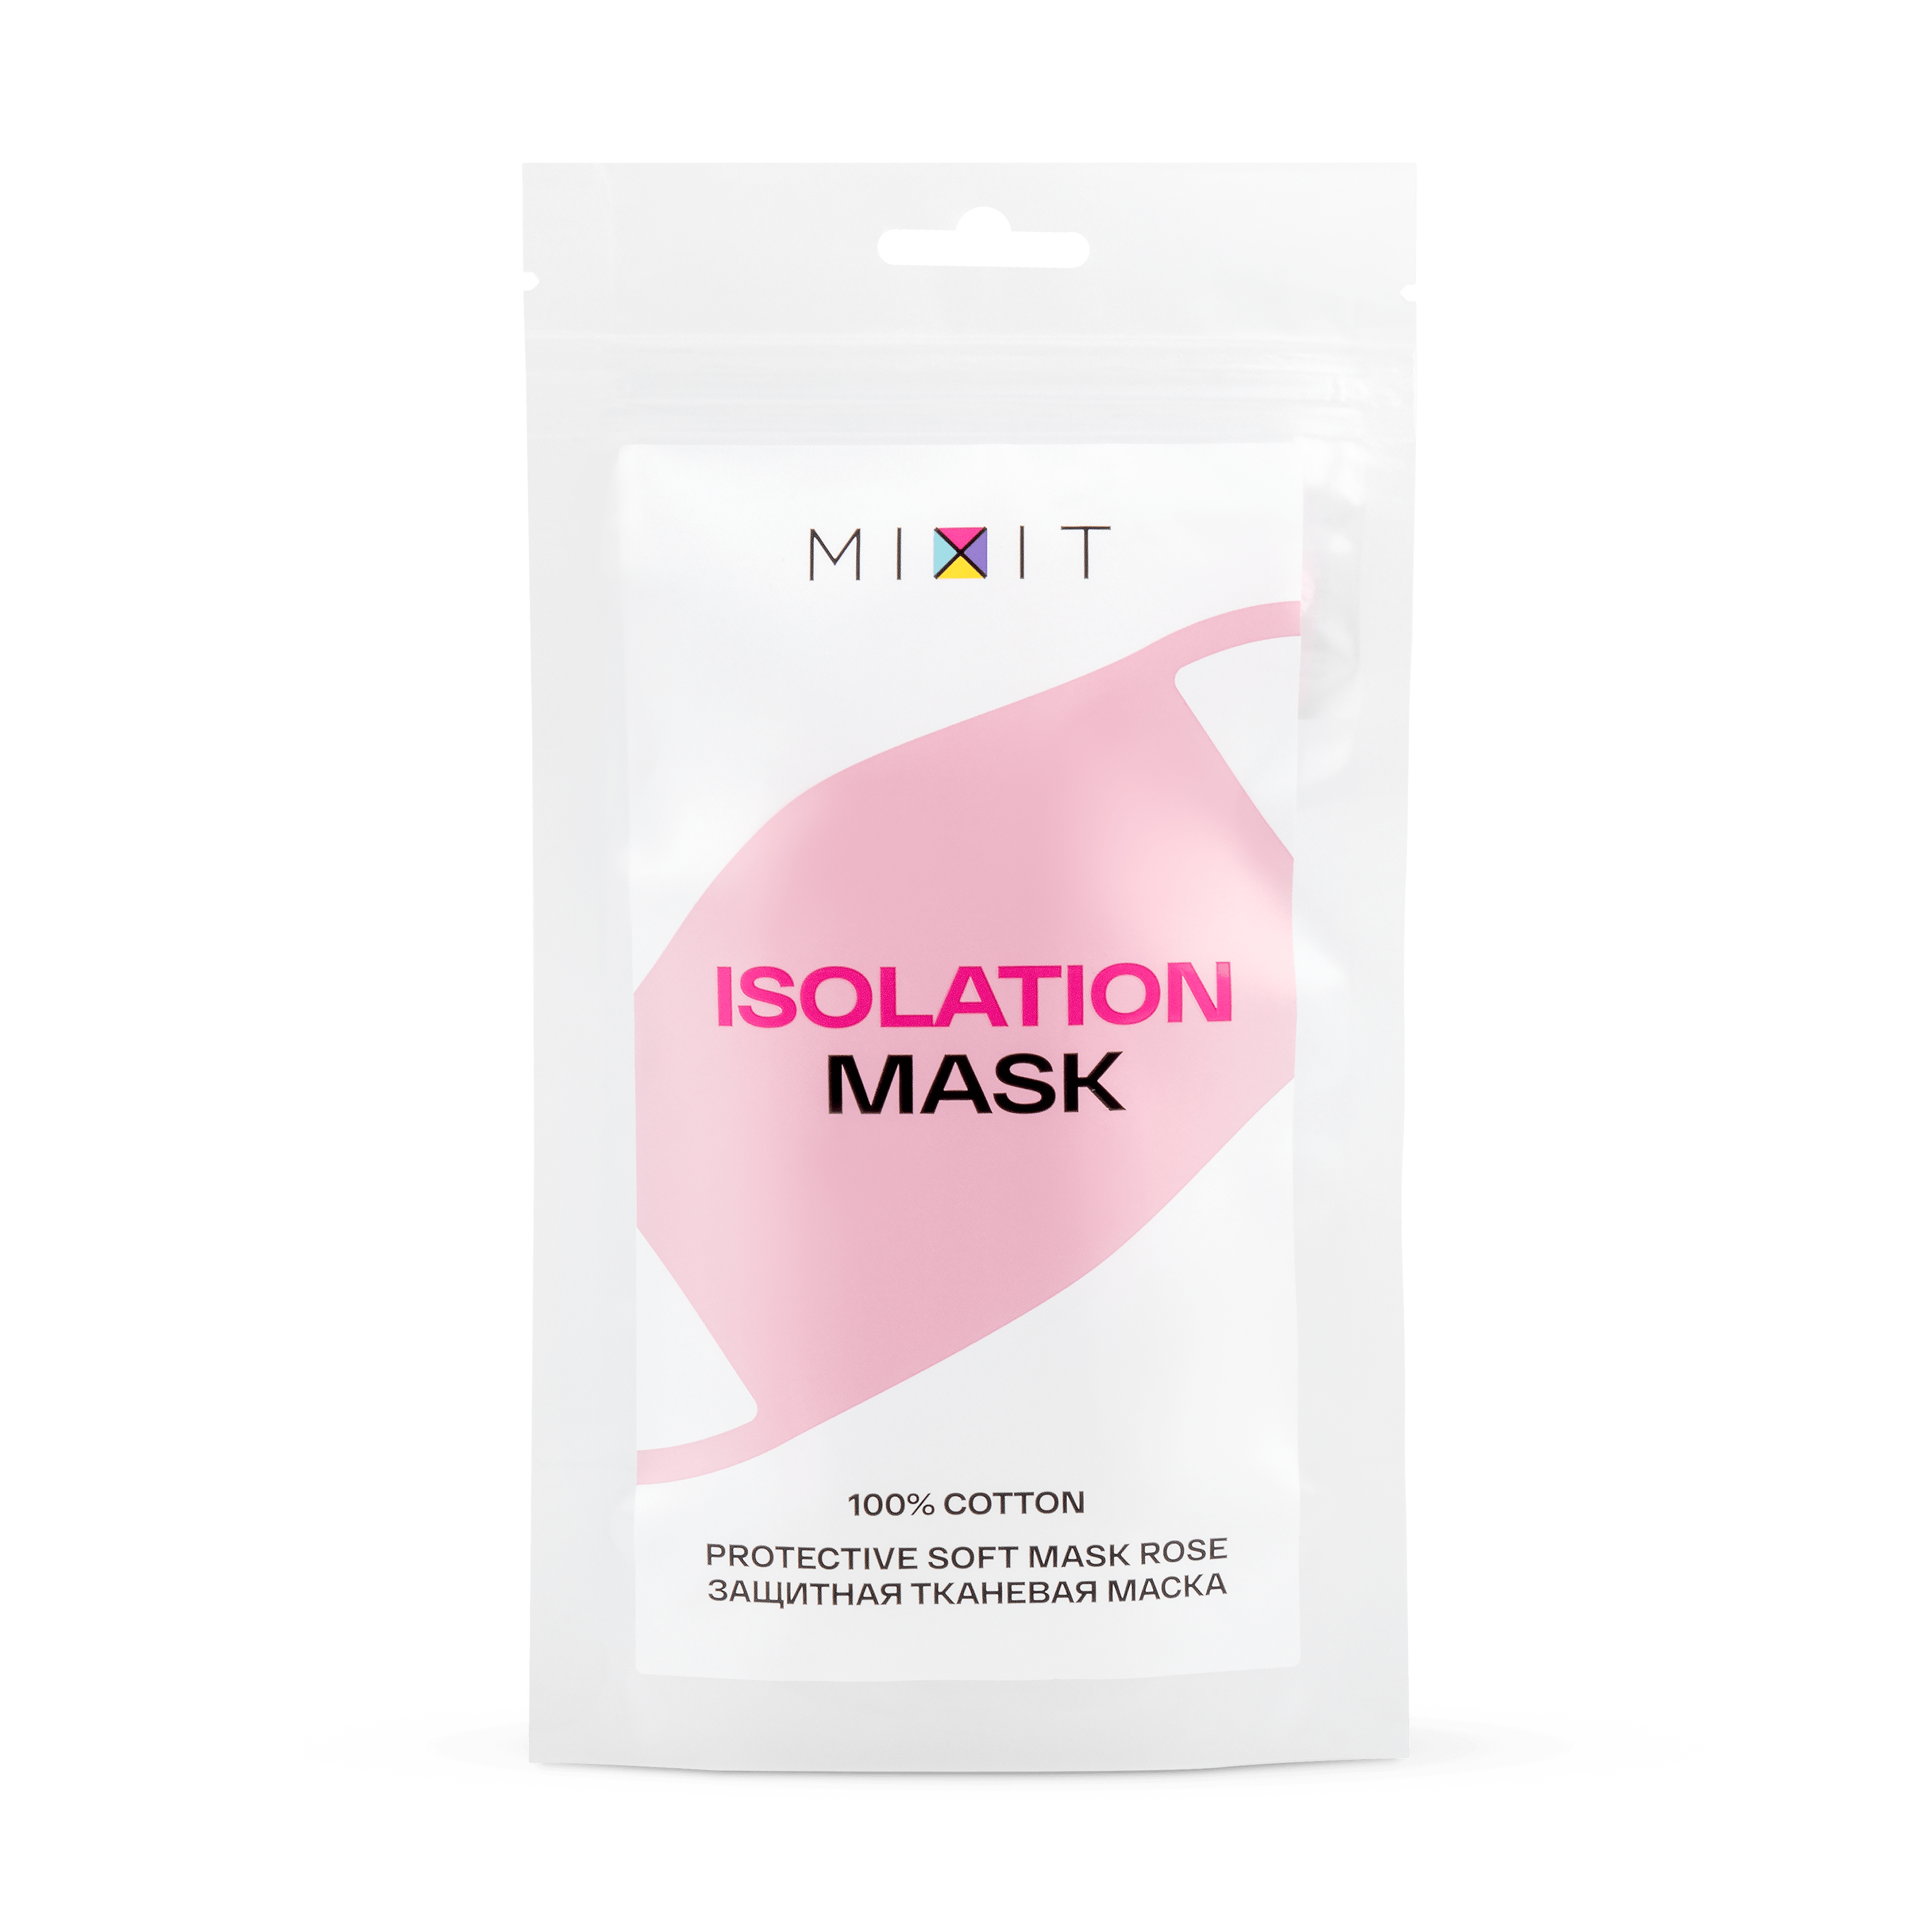 MIXIT
ISOLATION
MASK
100% COTTON
PROTECTIVE SOFT MASK ROSE
ЗАЩИТНАЯ ТКАНЕВАЯ МАСКА